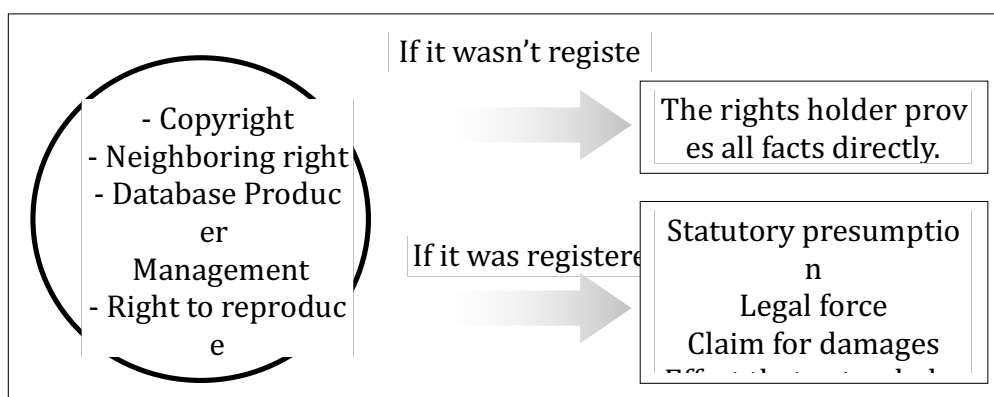 If it wasn't registe
- Copyright
- Neighboring right
- Database Produc
er
Management
- Right to reproduc
e
The rights holder prov
es all facts directly.
If it was registere
Statutory presumptio
n
Legal force
Claim for damages